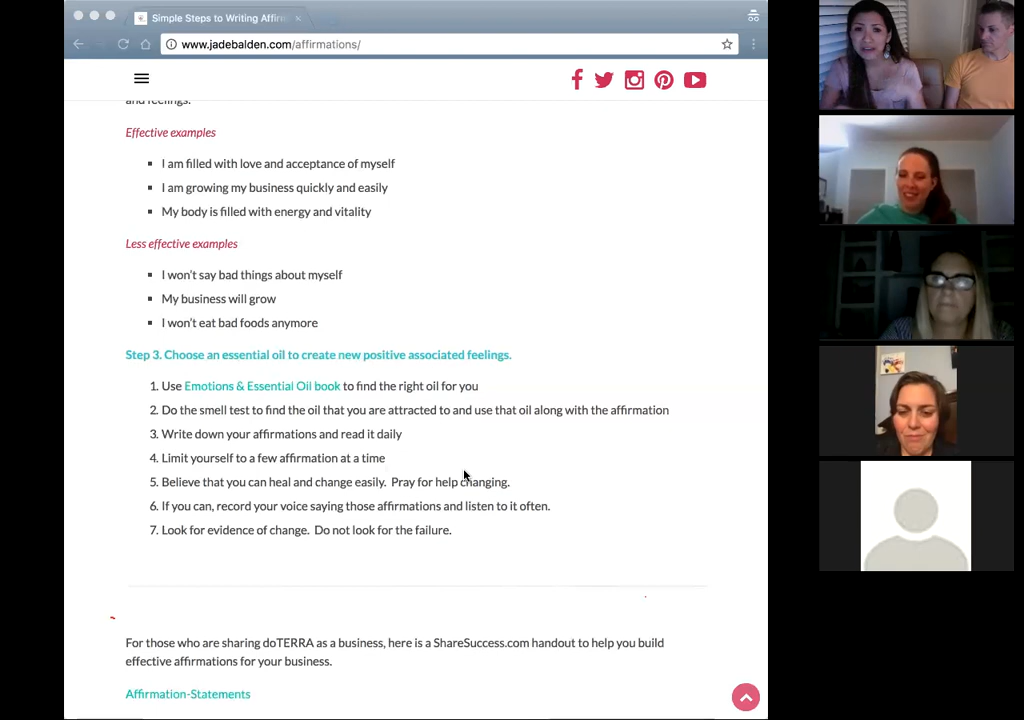 Simple Steps to Writing Affir
www.jadebalden.com/affirmations/
and feelings.
Effective examples
I am filled with love and acceptance of myself
I am growing my business quickly and easily
My body is filled with energy and vitality
Less effective examples
I won't say bad things about myself
My business will grow
I won't eat bad foods anymore
Step 3. Choose an essential oil to create new positive associated feelings.
1. Use Emotions & Essential Oil book to find the right oil for you
2. Do the smell test to find the oil that you are attracted to and use that oil along with the affirmation
3. Write down your affirmations and read it daily
4. Limit yourself to a few affirmation at a time
5. Believe that you can heal and change easily.  Pray for help changing.
6. If you can, record your voice saying those affirmations and listen to it often.
7. Look for evidence of change.  Do not look for the failure.
For those who are sharing doTERRA as a business, here is a ShareSuccess.com handout to help you build
effective affirmations for your business.
Affirmation-Statements